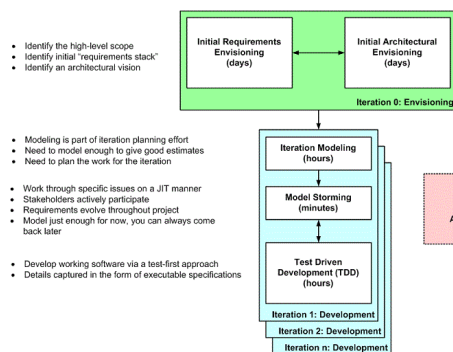 • Identify the high-level scope
• Identify initial “requirements stack”
• Identify an architectural vision
Initial Requirements
Envisioning
(days)
Initial Architectural
Envisioning
(days)
Iteration 0: Envisioning
• Modeling is part of iteration planning effort
• Need to model enough to give good estimates
• Need to plan the work for the iteration
Iteration Modeling
(hours)
• Work through specific issues on a JIT manner
• Stakeholders actively participate
• Requirements evolve throughout project
• Model just enough for now, you can always come
back later
Model Storming
(minutes)
A
• Develop working software via a test-first approach
• Details captured in the form of executable specifications
Test Driven
Development (TDD)
(hours)
Iteration 1: Development
Iteration 2: Development
Iteration n: Development